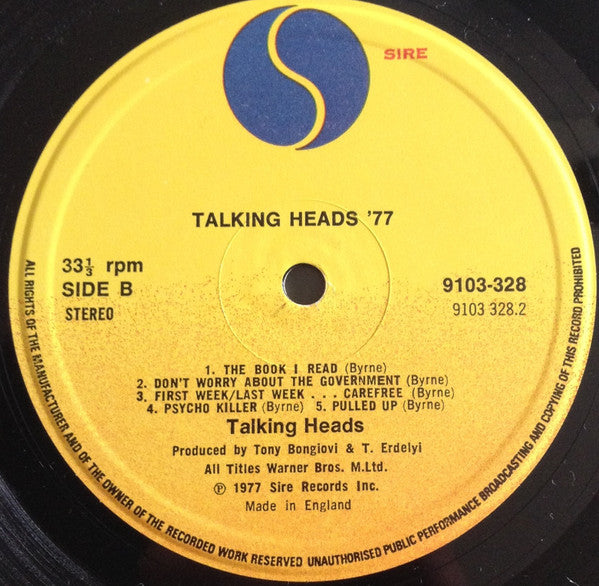 SIRE
TALKING HEADS '77
33⅓ rpm
SIDE B
STEREO
9103-328
9103 328.2
1. THE BOOK I READ (Byrne)
2. DON'T WORRY ABOUT THE GOVERNMENT (Byrne)
3. FIRST WEEK/LAST WEEK . . . CAREFREE (Byrne)
4. PSYCHO KILLER (Byrne) 5. PULLED UP (Byrne)
Talking Heads
Produced by Tony Bongiovi & T. Erdelyi
All Titles Warner Bros. M.Ltd.
℗ 1977 Sire Records Inc.
Made in England
ALL RIGHTS OF THE MANUFACTURER AND OF THE OWNER OF THE RECORDED WORK RESERVED UNAUTHORISED PUBLIC PERFORMANCE BROADCASTING AND COPYING OF THIS RECORD PROHIBITED